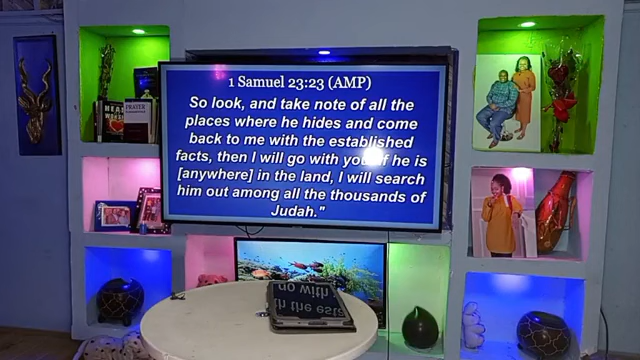 1 Samuel 23:23 (AMP)
So look, and take note of all the
places where he hides and come
back to me with the established
facts, then I will go with you. If he is
[anywhere] in the land, I will search
him out among all the thousands of
Judah."
PRAYER